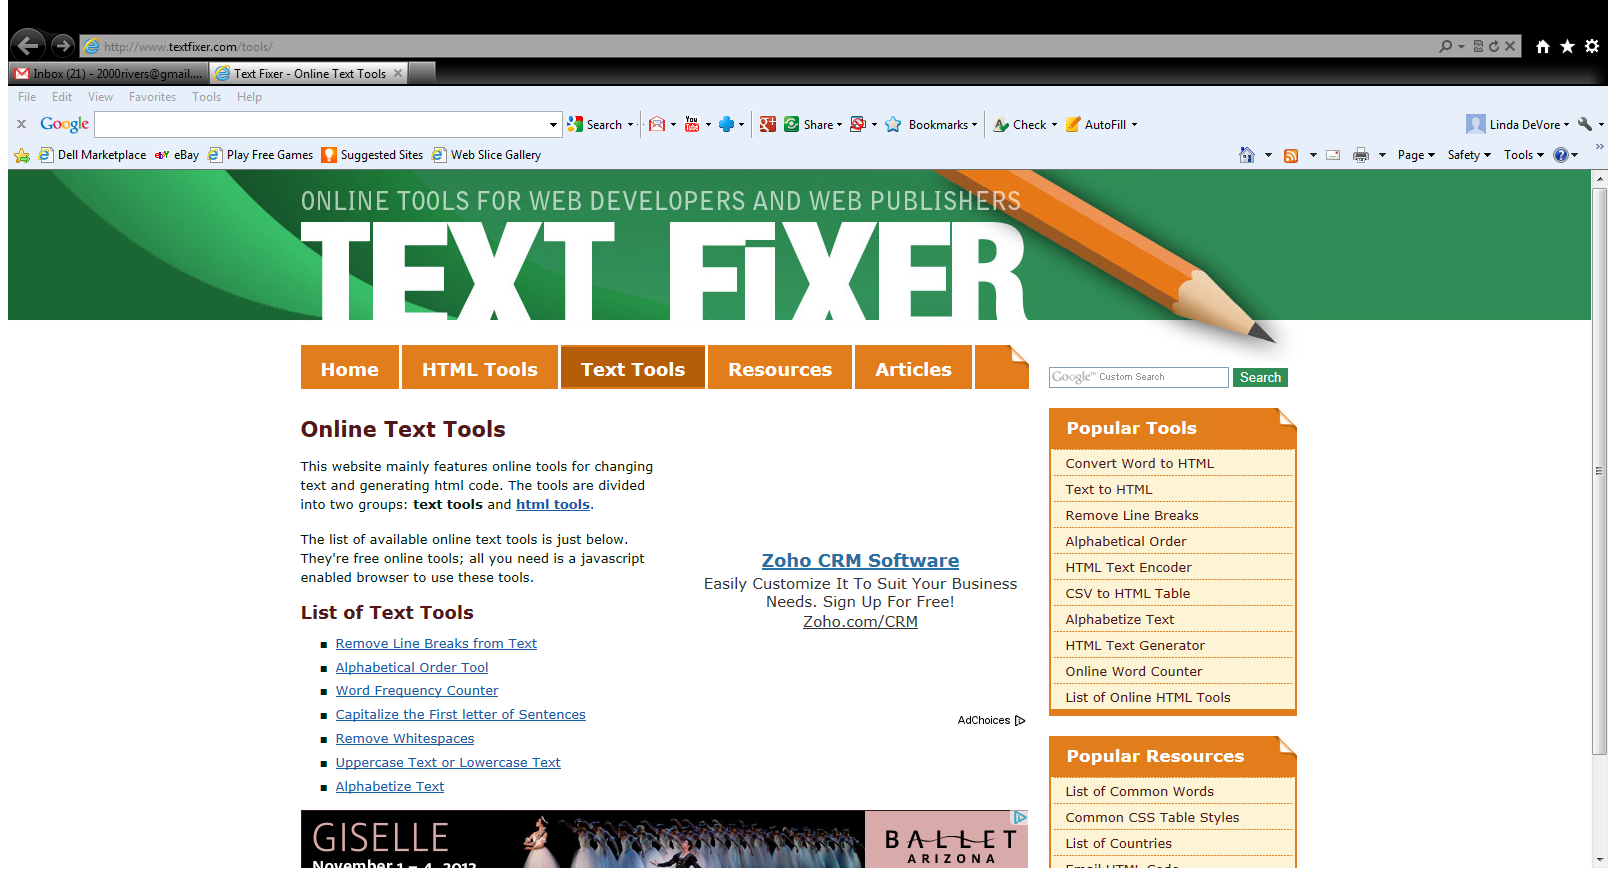 http://www.textfixer.com/tools/
Inbox (21) - 2000rivers@gmail....
Text Fixer - Online Text Tools
File Edit View Favorites Tools Help
x Google Search You Tube Share Bookmarks Check AutoFill Linda DeVore
Dell Marketplace eBay Play Free Games Suggested Sites Web Slice Gallery Page Safety Tools
ONLINE TOOLS FOR WEB DEVELOPERS AND WEB PUBLISHERS
TEXT FiXER
Home HTML Tools Text Tools Resources Articles
Google™ Custom Search Search
Online Text Tools
This website mainly features online tools for changing
text and generating html code. The tools are divided
into two groups: text tools and html tools.
The list of available online text tools is just below.
They're free online tools; all you need is a javascript
enabled browser to use these tools.
List of Text Tools
Remove Line Breaks from Text
Alphabetical Order Tool
Word Frequency Counter
Capitalize the First letter of Sentences
Remove Whitespaces
Uppercase Text or Lowercase Text
Alphabetize Text
Zoho CRM Software
Easily Customize It To Suit Your Business
Needs. Sign Up For Free!
Zoho.com/CRM
AdChoices
GISELLE
November 1 – 4, 2012
BALLET
ARIZONA
Popular Tools
Convert Word to HTML
Text to HTML
Remove Line Breaks
Alphabetical Order
HTML Text Encoder
CSV to HTML Table
Alphabetize Text
HTML Text Generator
Online Word Counter
List of Online HTML Tools
Popular Resources
List of Common Words
Common CSS Table Styles
List of Countries
Email HTML Code